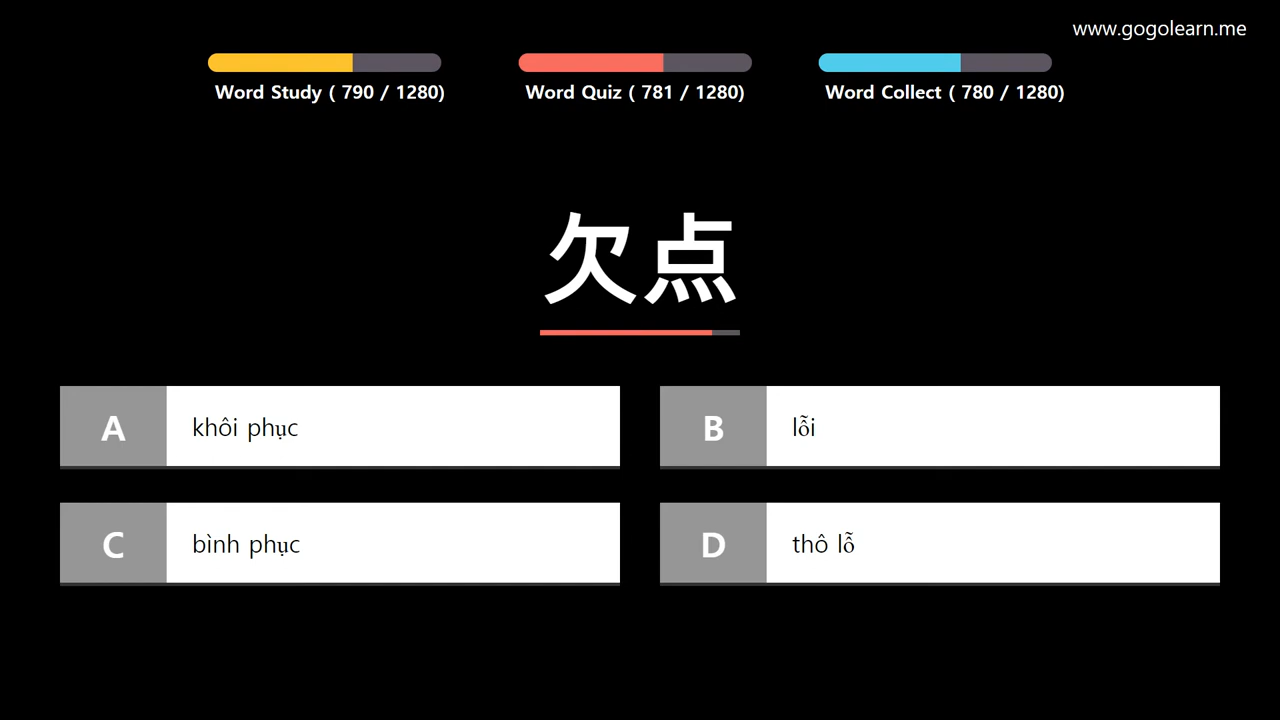 www.gogolearn.me
Word Study ( 790 / 1280)
Word Quiz ( 781 / 1280)
Word Collect ( 780 / 1280)
欠点
A khôi phục
B lỗi
C bình phục
D thô lỗ